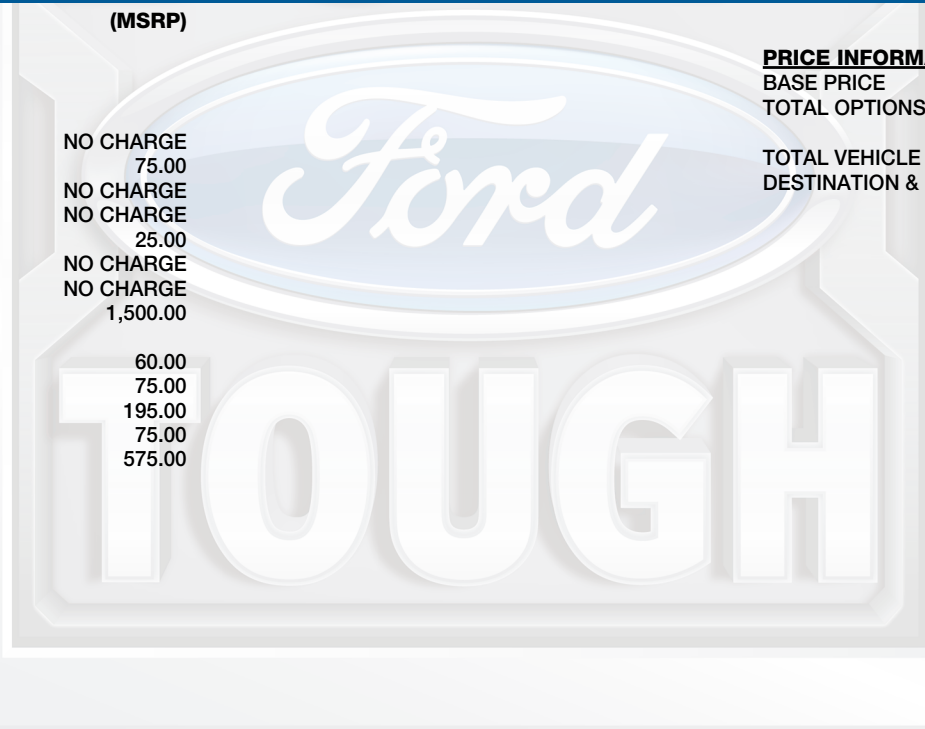 (MSRP)
NO CHARGE
75.00
NO CHARGE
NO CHARGE
25.00
NO CHARGE
NO CHARGE
1,500.00
60.00
75.00
195.00
75.00
575.00
PRICE INFORMA
BASE PRICE
TOTAL OPTIONS
TOTAL VEHICLE
DESTINATION &
Ford
TOUGH